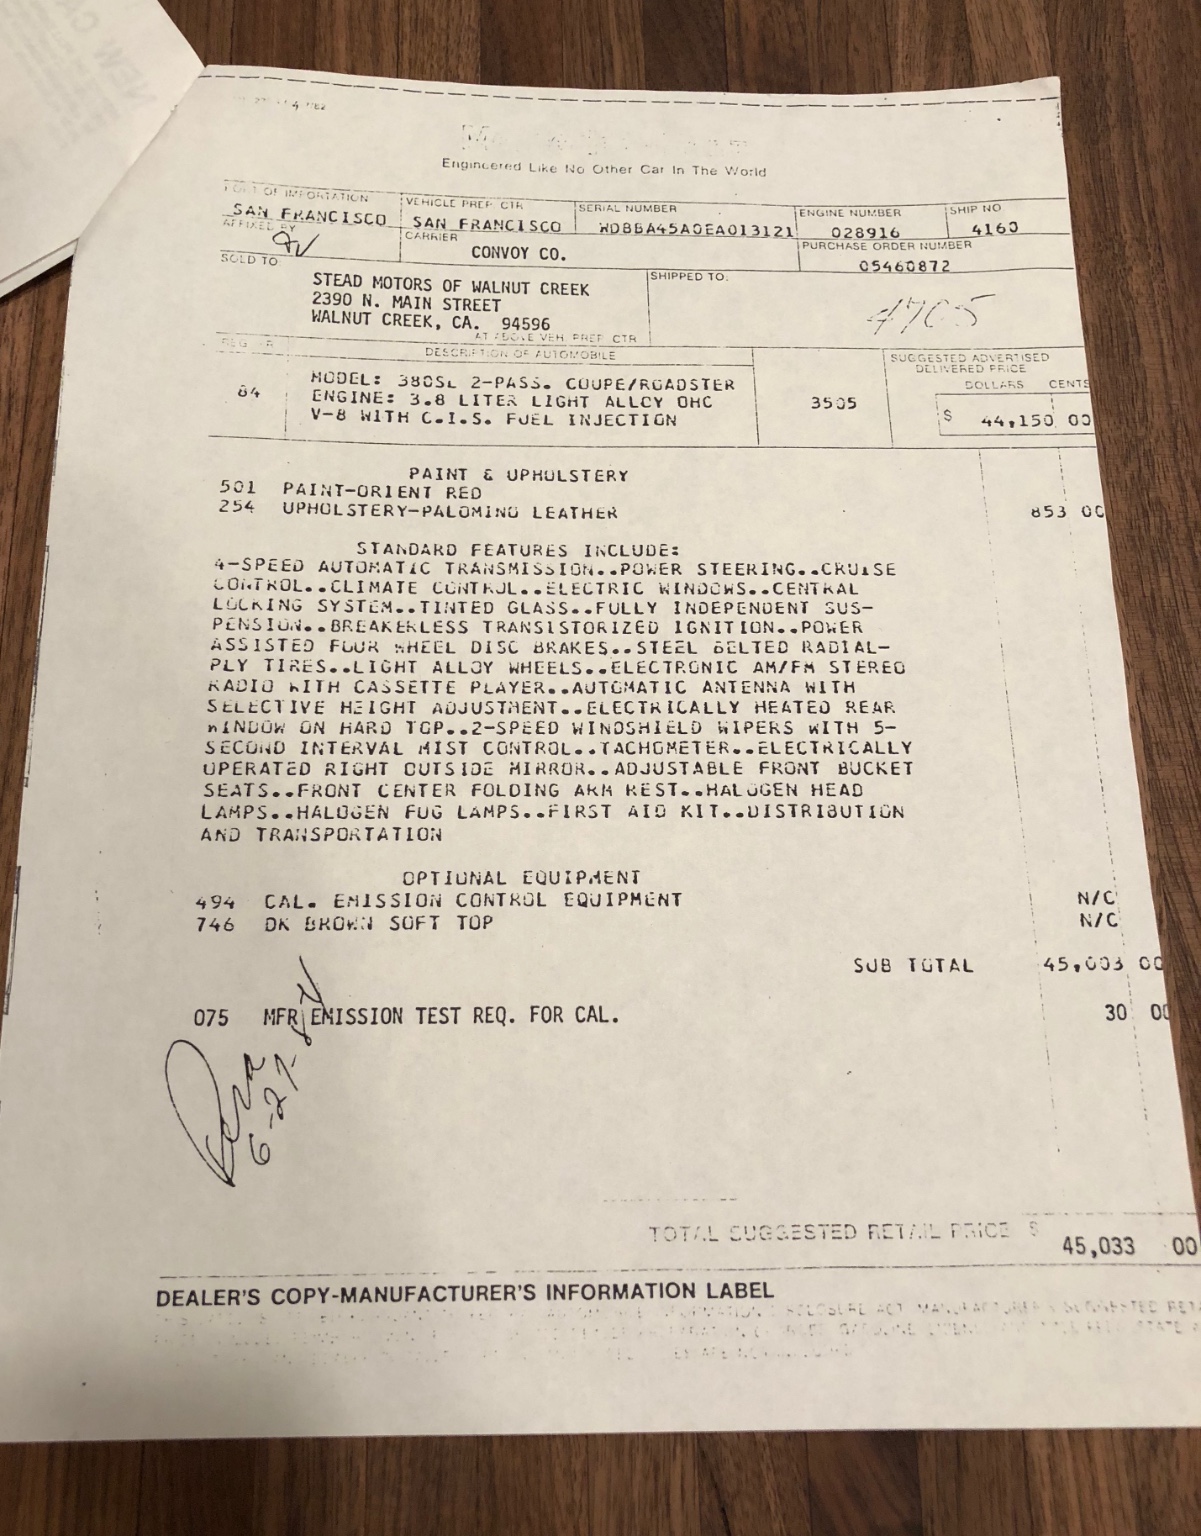 Engineered Like No Other Car In The World
PORT OF IMPORTATION
SAN FRANCISCO
VEHICLE PREP. CTR
SAN FRANCISCO
SERIAL NUMBER
WDBBA45A0EA013121
ENGINE NUMBER
028916
SHIP NO
4160
AFFIXED BY
CARRIER
CONVOY CO.
PURCHASE ORDER NUMBER
05460872
SOLD TO
STEAD MOTORS OF WALNUT CREEK
2390 N. MAIN STREET
WALNUT CREEK, CA. 94596
SHIPPED TO:
4705
AT ABOVE VEH. PREP. CTR
DESCRIPTION OF AUTOMOBILE
SUGGESTED ADVERTISED
DELIVERED PRICE
DOLLARS CENTS
84
MODEL: 380SL 2-PASS. COUPE/ROADSTER
ENGINE: 3.8 LITER LIGHT ALLOY OHC
V-8 WITH C.I.S. FUEL INJECTION
3505
$ 44,150 00
PAINT & UPHOLSTERY
501 PAINT-ORIENT RED
254 UPHOLSTERY-PALOMINO LEATHER 853 00
STANDARD FEATURES INCLUDE:
4-SPEED AUTOMATIC TRANSMISSION..POWER STEERING..CRUISE
CONTROL..CLIMATE CONTROL..ELECTRIC WINDOWS..CENTRAL
LOCKING SYSTEM..TINTED GLASS..FULLY INDEPENDENT SUS-
PENSION..BREAKERLESS TRANSISTORIZED IGNITION..POWER
ASSISTED FOUR WHEEL DISC BRAKES..STEEL BELTED RADIAL-
PLY TIRES..LIGHT ALLOY WHEELS..ELECTRONIC AM/FM STEREO
RADIO WITH CASSETTE PLAYER..AUTOMATIC ANTENNA WITH
SELECTIVE HEIGHT ADJUSTMENT..ELECTRICALLY HEATED REAR
WINDOW ON HARD TOP..2-SPEED WINDSHIELD WIPERS WITH 5-
SECOND INTERVAL MIST CONTROL..TACHOMETER..ELECTRICALLY
OPERATED RIGHT OUTSIDE MIRROR..ADJUSTABLE FRONT BUCKET
SEATS..FRONT CENTER FOLDING ARM REST..HALOGEN HEAD
LAMPS..HALOGEN FOG LAMPS..FIRST AID KIT..DISTRIBUTION
AND TRANSPORTATION
OPTIONAL EQUIPMENT
494 CAL. EMISSION CONTROL EQUIPMENT N/C
746 DK BROWN SOFT TOP N/C
SUB TOTAL 45,003 00
075 MFR EMISSION TEST REQ. FOR CAL. 30 00
TOTAL SUGGESTED RETAIL PRICE $ 45,033 00
DEALER'S COPY-MANUFACTURER'S INFORMATION LABEL